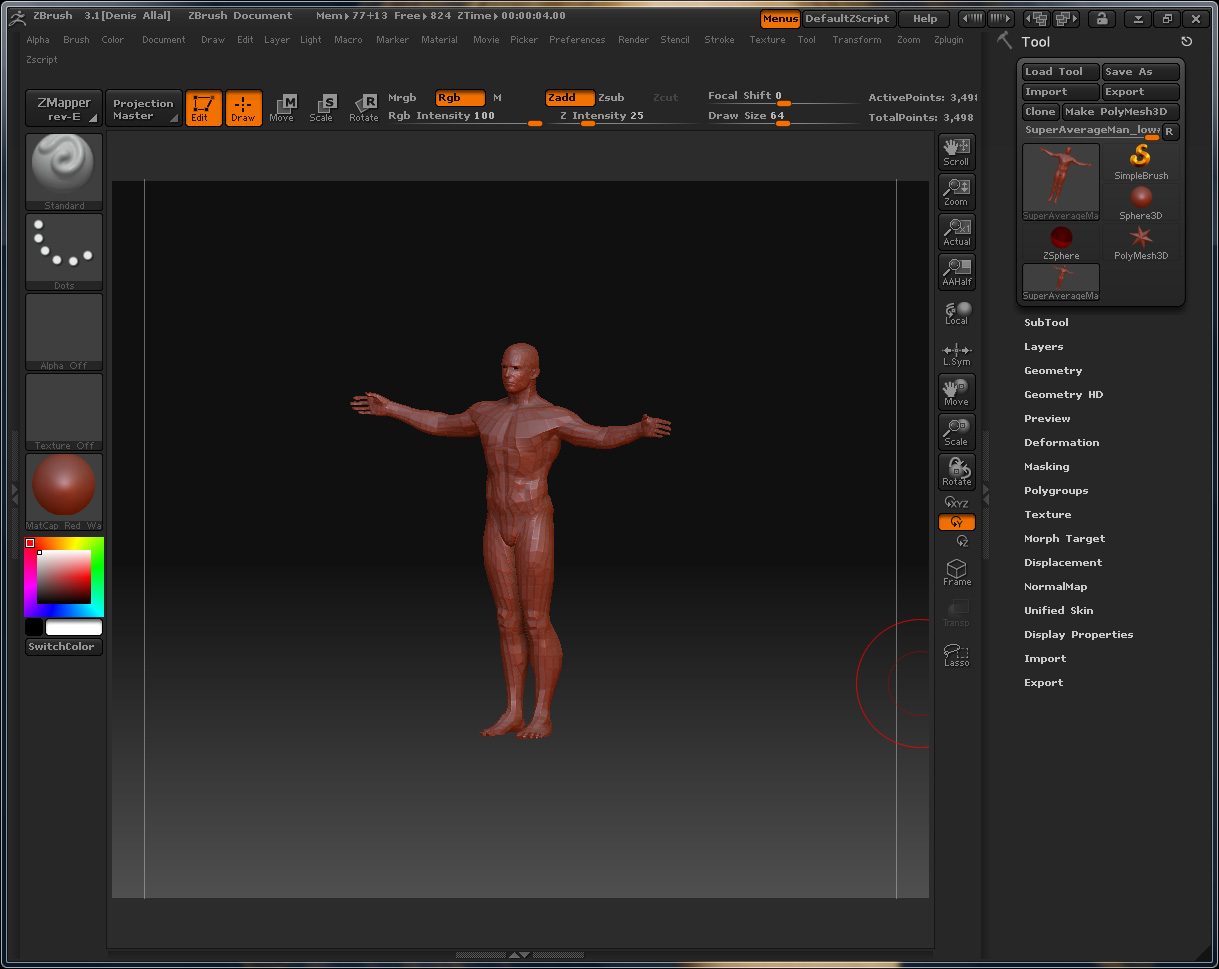 ZBrush 3.1[Denis Allal] ZBrush Document Mem 77+13 Free 824 ZTime 00:00:04.00 Menus DefaultZScript Help
Alpha Brush Color Document Draw Edit Layer Light Macro Marker Material Movie Picker Preferences Render Stencil Stroke Texture Tool Transform Zoom Zplugin
Zscript
ZMapper
rev-E
Projection
Master
Edit
Draw
Move
Scale
Rotate
M
S
R
Mrgb Rgb M
Rgb Intensity 100
Zadd Zsub Zcut
Z Intensity 25
Focal Shift 0
Draw Size 64
ActivePoints: 3,498
TotalPoints: 3,498
Standard
Dots
Alpha Off
Texture Off
MatCap Red Wa
SwitchColor
Scroll
Zoom
Actual
AAHalf
Local
L.Sym
Move
Scale
Rotate
XYZ
Y
Z
Frame
Transp
Lasso
Tool
Load Tool Save As
Import Export
Clone Make PolyMesh3D
SuperAverageMan_low R
SuperAverageMa
SimpleBrush
Sphere3D
ZSphere
PolyMesh3D
SuperAverageMa
SubTool
Layers
Geometry
Geometry HD
Preview
Deformation
Masking
Polygroups
Texture
Morph Target
Displacement
NormalMap
Unified Skin
Display Properties
Import
Export